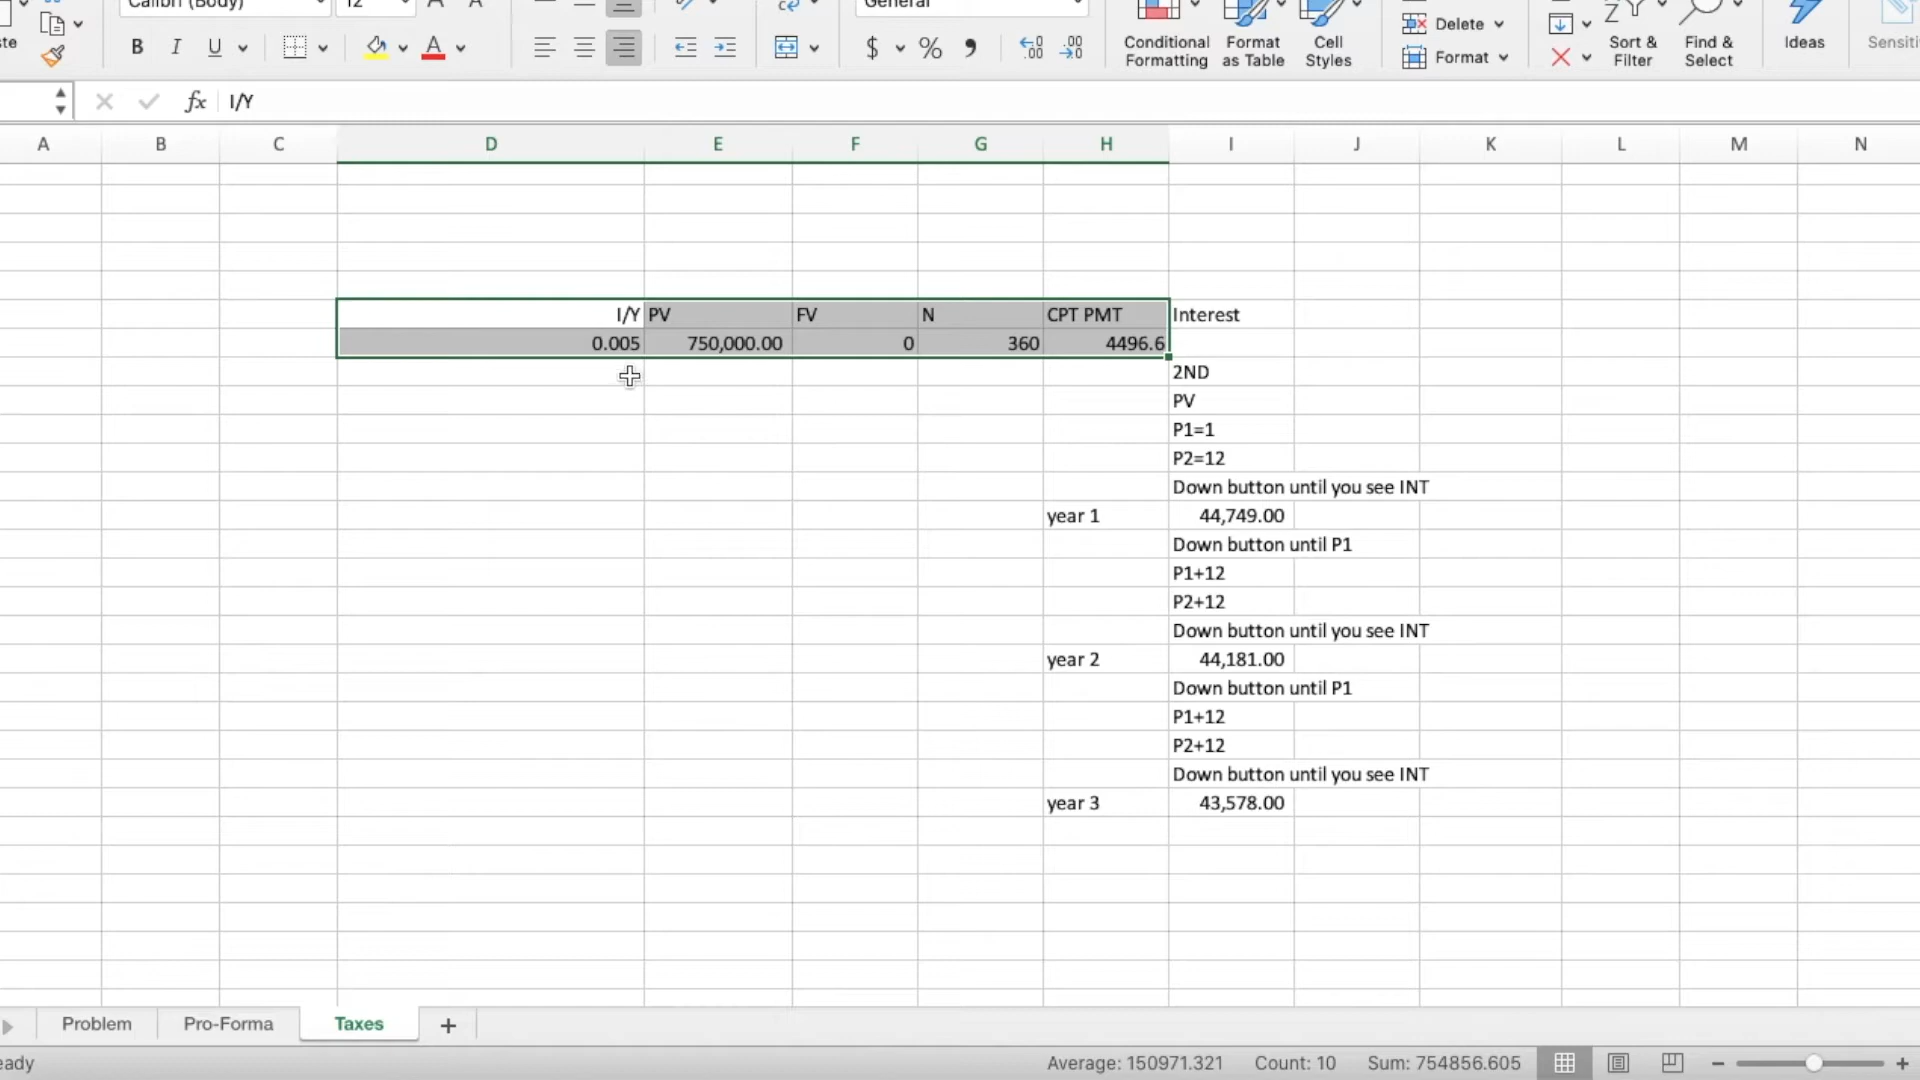 Calibri (Body) 12 A A General
te Delete
B I U A $ % Conditional Formatting Format as Table Cell Styles Format Sort & Filter Find & Select Ideas Sensiti
fx I/Y
A B C D E F G H I J K L M N
I/Y PV FV N CPT PMT Interest
0.005 750,000.00 0 360 4496.6
2ND
PV
P1=1
P2=12
Down button until you see INT
year 1 44,749.00
Down button until P1
P1+12
P2+12
Down button until you see INT
year 2 44,181.00
Down button until P1
P1+12
P2+12
Down button until you see INT
year 3 43,578.00
Problem Pro-Forma Taxes +
eady Average: 150971.321 Count: 10 Sum: 754856.605